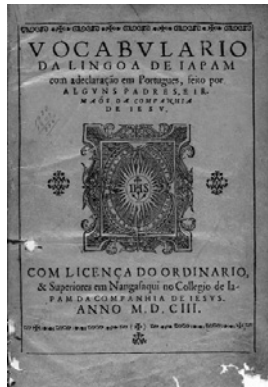 VOCABVLARIO
DA LINGOA DE IAPAM
com adeclaração em Portugues, feito por
ALGVNS PADRES, E IR-
MAÕS DA COMPANHIA
DE IESV.
IHS
COM LICENÇA DO ORDINARIO,
& Superiores em Nangasaqui no Collegio de Ia-
PAM DA COMPANHIA DE IESVS.
ANNO M.D.CIII.